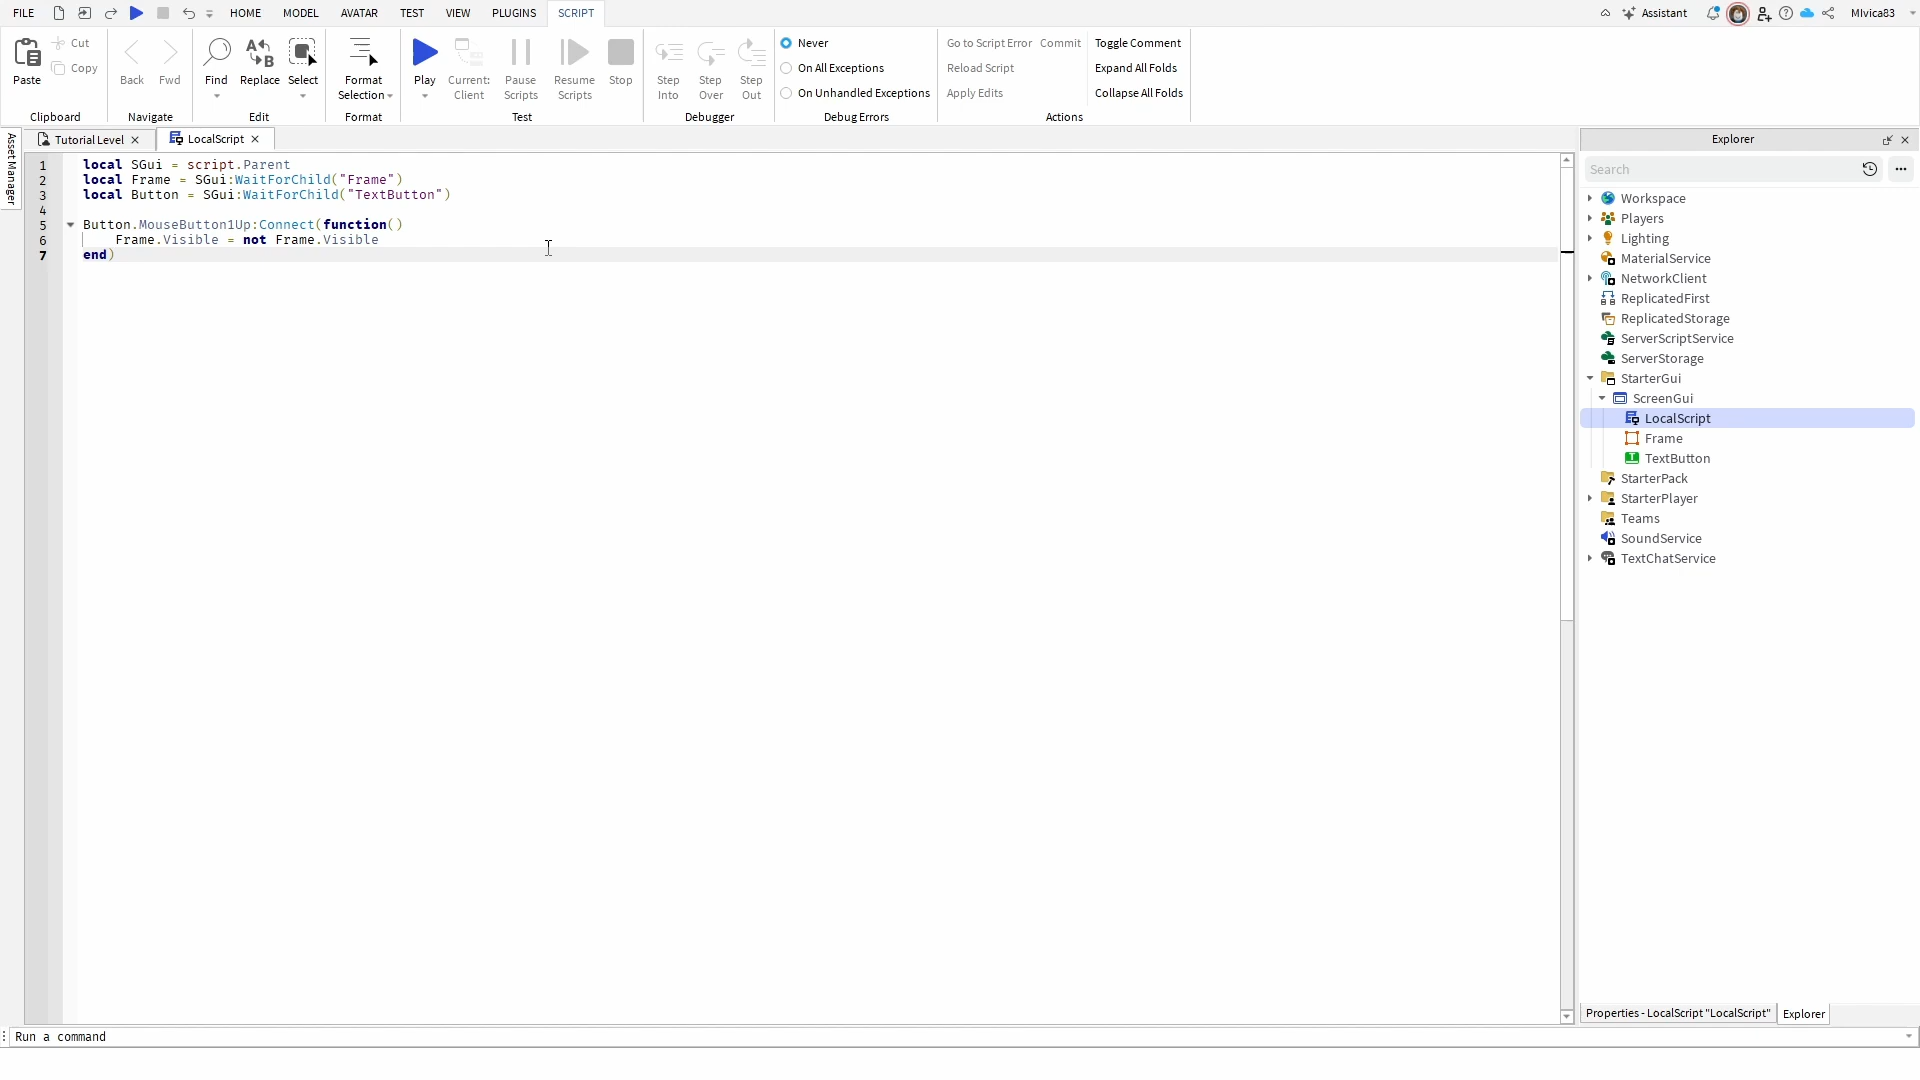 FILE HOME MODEL AVATAR TEST VIEW PLUGINS SCRIPT Assistant MIvica83
Paste Cut Copy
Clipboard
Back Fwd
Navigate
Find Replace Select
Edit
Format Selection
Format
Play Current: Client Pause Scripts Resume Scripts Stop
Test
Step Into Step Over Step Out
Debugger
Never
On All Exceptions
On Unhandled Exceptions
Debug Errors
Go to Script Error Commit Toggle Comment
Reload Script Expand All Folds
Apply Edits Collapse All Folds
Actions
Asset Manager
Tutorial Level LocalScript
1 local SGui = script.Parent
2 local Frame = SGui:WaitForChild("Frame")
3 local Button = SGui:WaitForChild("TextButton")
4
5 Button.MouseButton1Up:Connect(function()
6 Frame.Visible = not Frame.Visible
7 end)
Explorer
Search
Workspace
Players
Lighting
MaterialService
NetworkClient
ReplicatedFirst
ReplicatedStorage
ServerScriptService
ServerStorage
StarterGui
ScreenGui
LocalScript
Frame
TextButton
StarterPack
StarterPlayer
Teams
SoundService
TextChatService
Properties - LocalScript "LocalScript" Explorer
Run a command